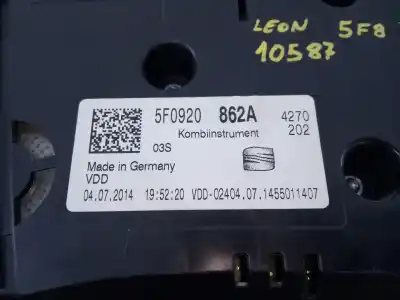 LEON 5F8
10587
5F0920 862A 4270
Kombiinstrument 202
03S
Made in Germany
VDD
04.07.2014 19:52:20 VDD-02404.07.1455011407